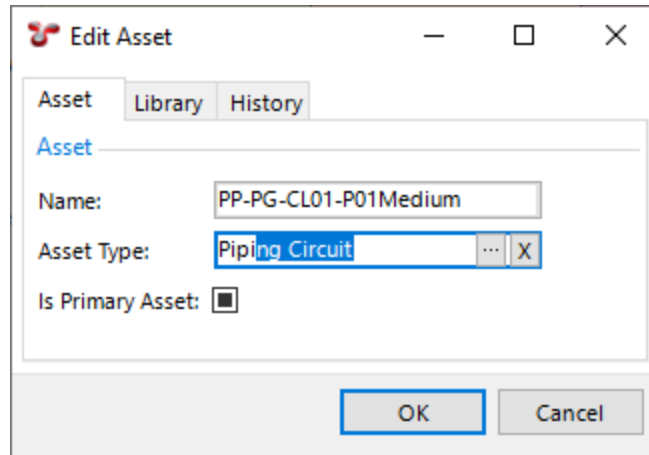 Edit Asset
Asset Library History
Asset
Name: PP-PG-CL01-P01Medium
Asset Type: Piping Circuit ... X
Is Primary Asset:
OK Cancel